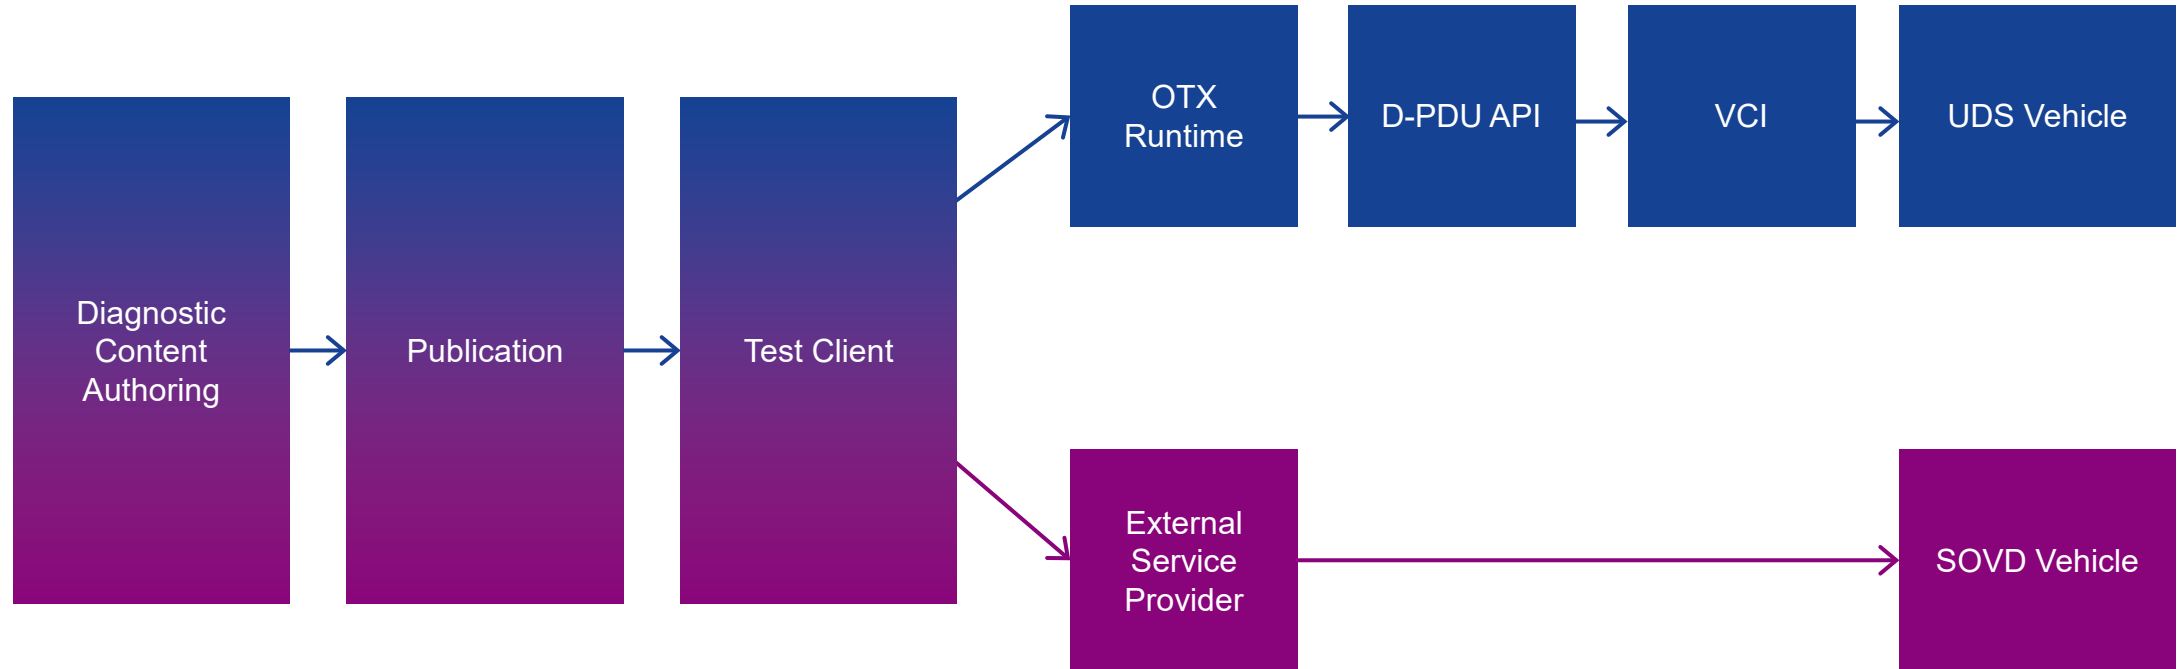 Diagnostic
Content
Authoring
Publication
Test Client
OTX
Runtime
D-PDU API
VCI
UDS Vehicle
External
Service
Provider
SOVD Vehicle